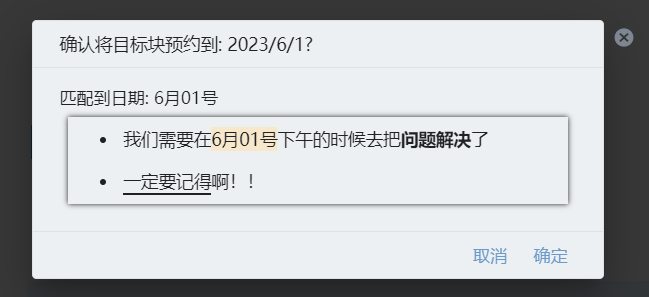 确认将目标块预约到: 2023/6/1?
匹配到日期: 6月01号
我们需要在6月01号下午的时候去把问题解决了
一定要记得啊！！
取消 确定